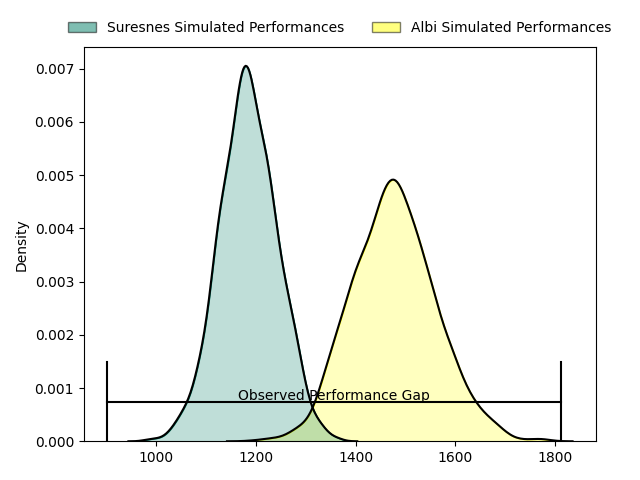 Suresnes Simulated Performances Albi Simulated Performances
0.007
0.006
0.005
0.004
0.003
0.002
0.001
0.000
Density
Observed Performance Gap
1000 1200 1400 1600 1800